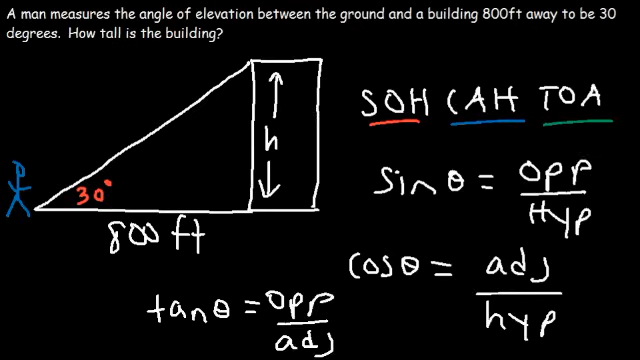 A man measures the angle of elevation between the ground and a building 800ft away to be 30
degrees. How tall is the building?
SOH CAH TOA
h
30°
800 ft
sin θ = opp / Hyp
cos θ = adj / hyp
tan θ = opp / adj